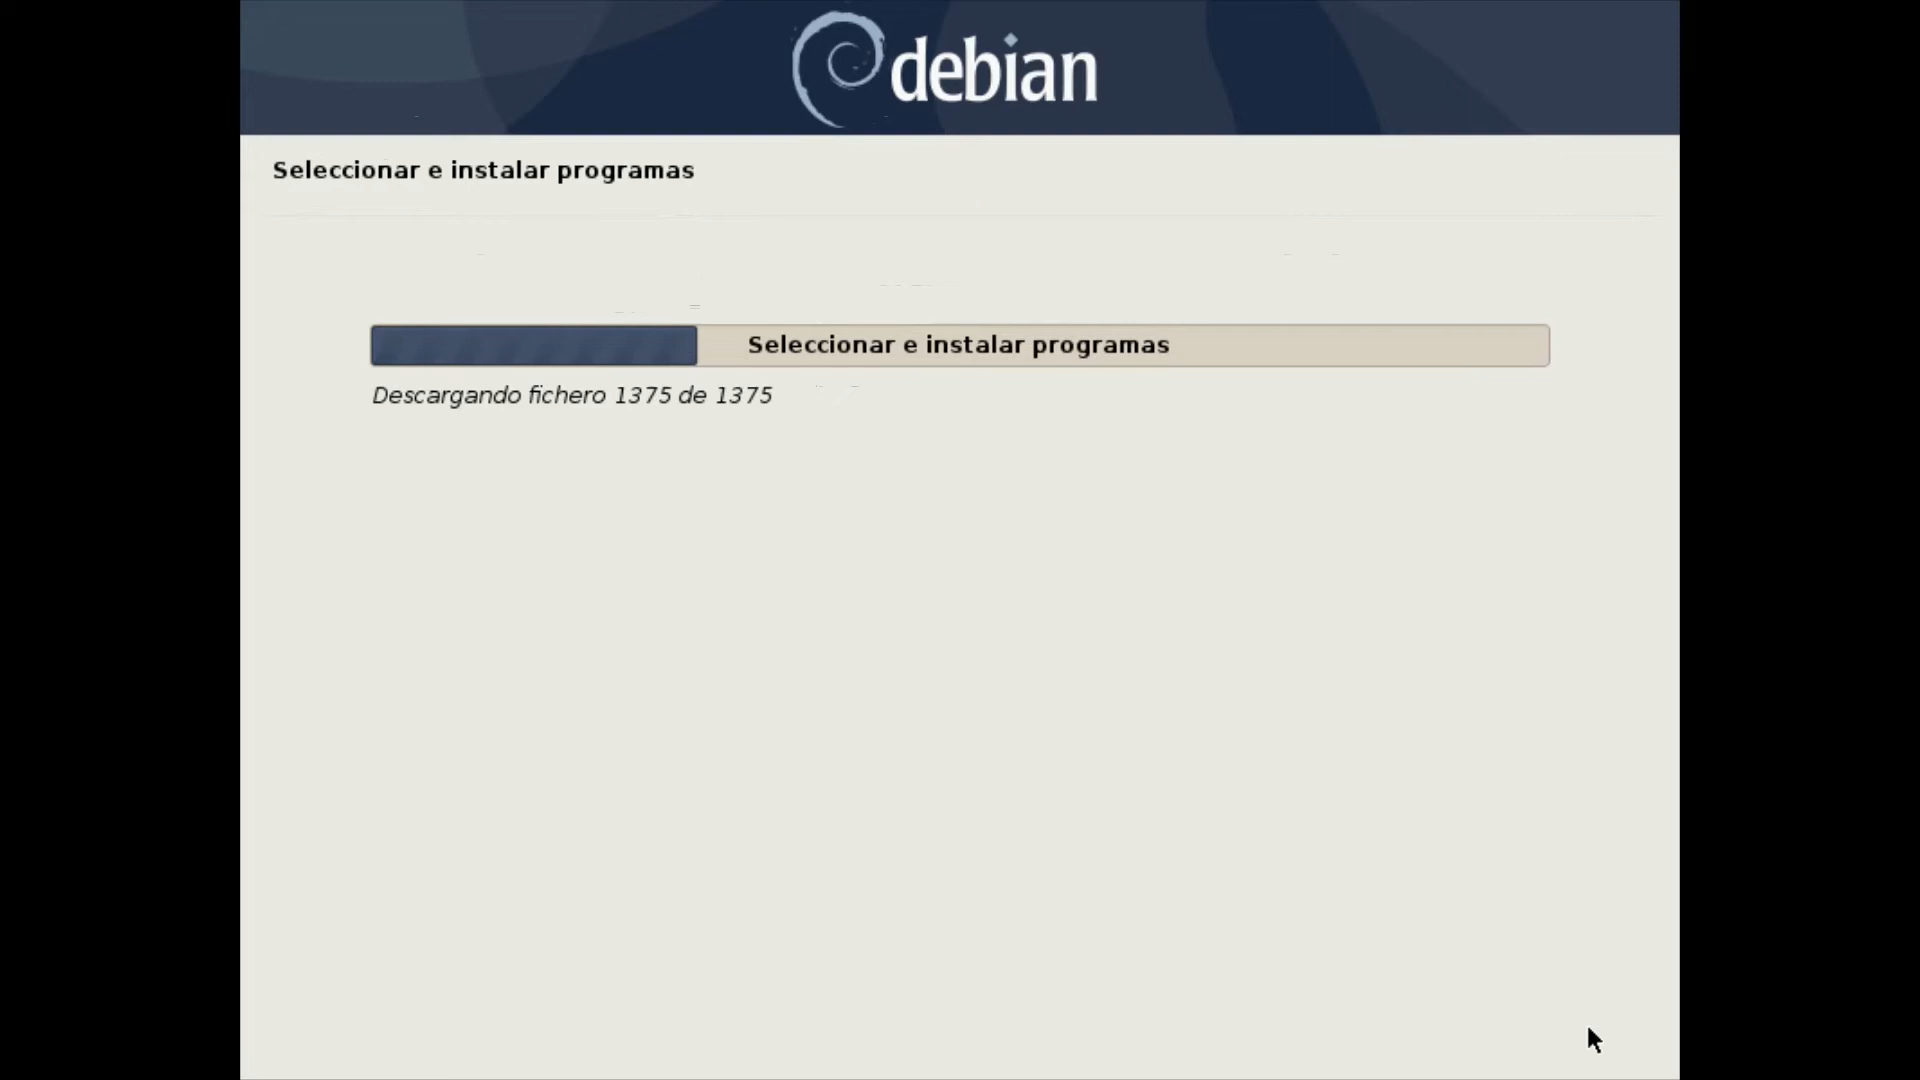 debian
Seleccionar e instalar programas
Seleccionar e instalar programas
Descargando fichero 1375 de 1375